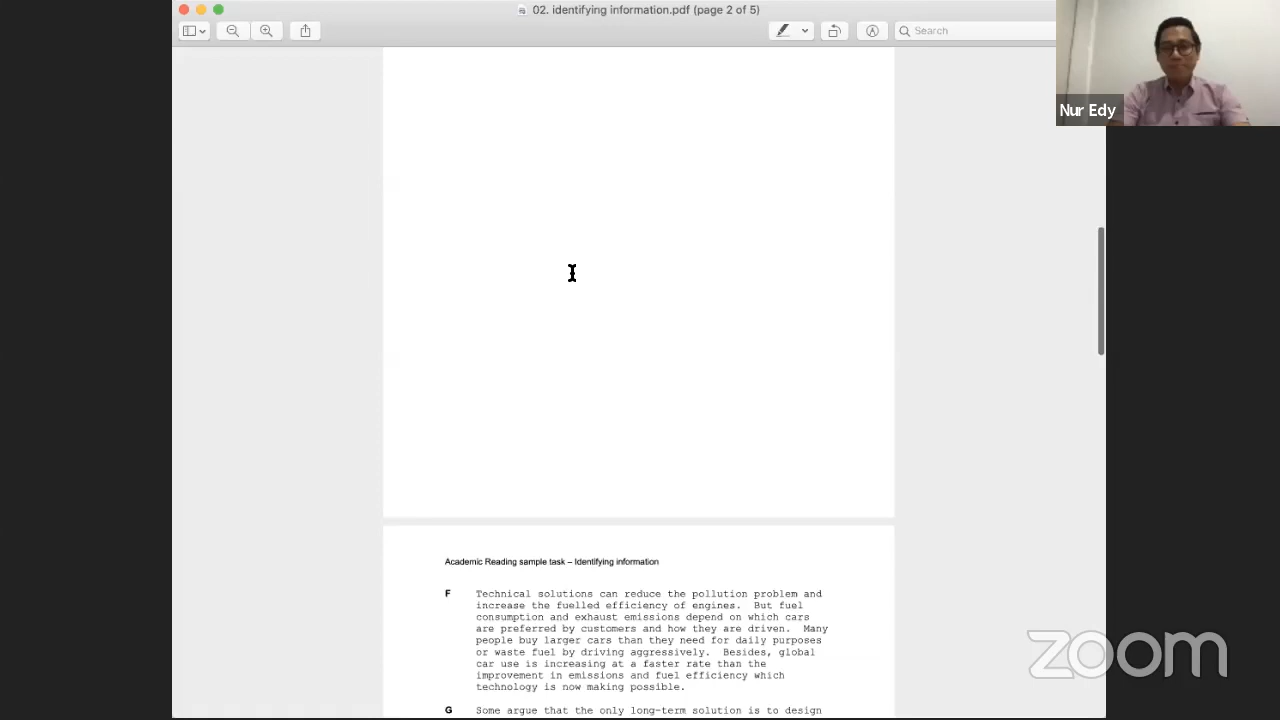 02. identifying information.pdf (page 2 of 5)
Search
Nur Edy
Academic Reading sample task – Identifying information
F Technical solutions can reduce the pollution problem and
increase the fuelled efficiency of engines. But fuel
consumption and exhaust emissions depend on which cars
are preferred by customers and how they are driven. Many
people buy larger cars than they need for daily purposes
or waste fuel by driving aggressively. Besides, global
car use is increasing at a faster rate than the
improvement in emissions and fuel efficiency which
technology is now making possible.
G Some argue that the only long-term solution is to design
zoom